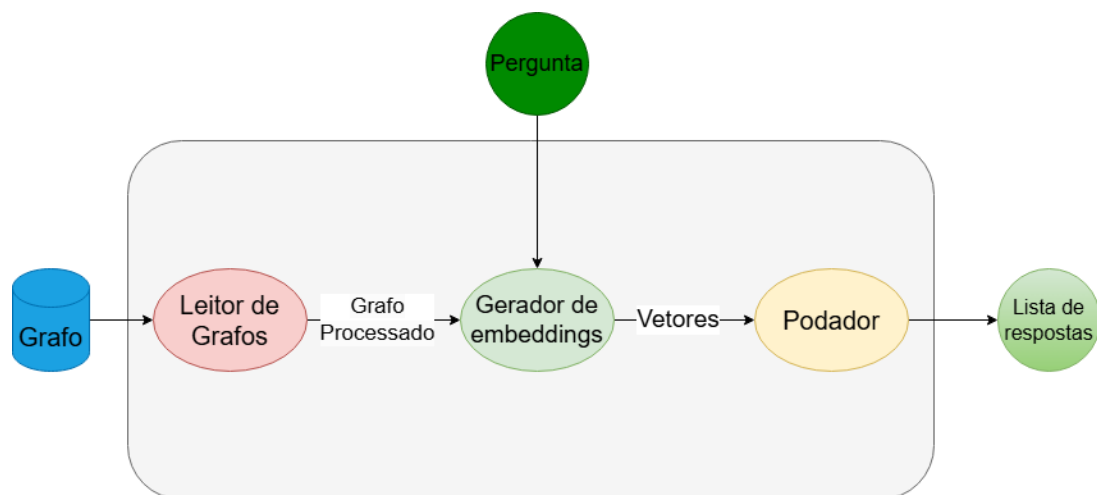 Pergunta
Grafo
Leitor de
Grafos
Grafo
Processado
Gerador de
embeddings
Vetores
Podador
Lista de
respostas